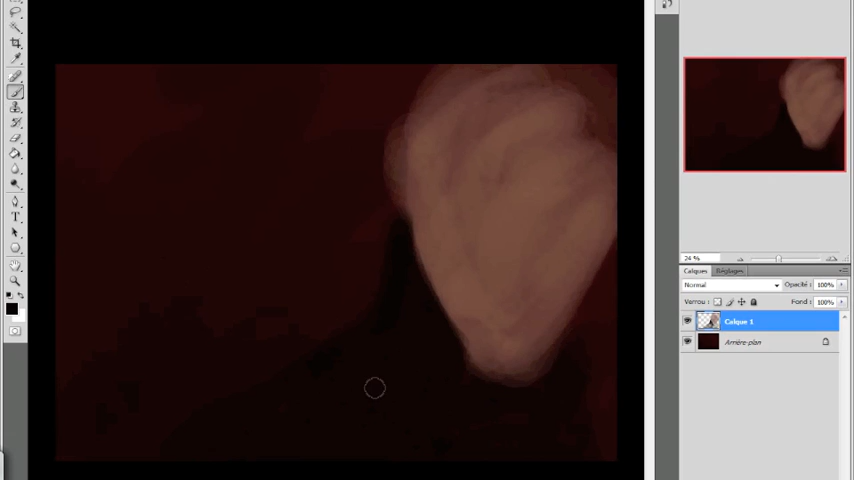 24 %
Calques Réglages
Normal Opacité : 100%
Verrou : Fond : 100%
Calque 1
Arrière-plan
T